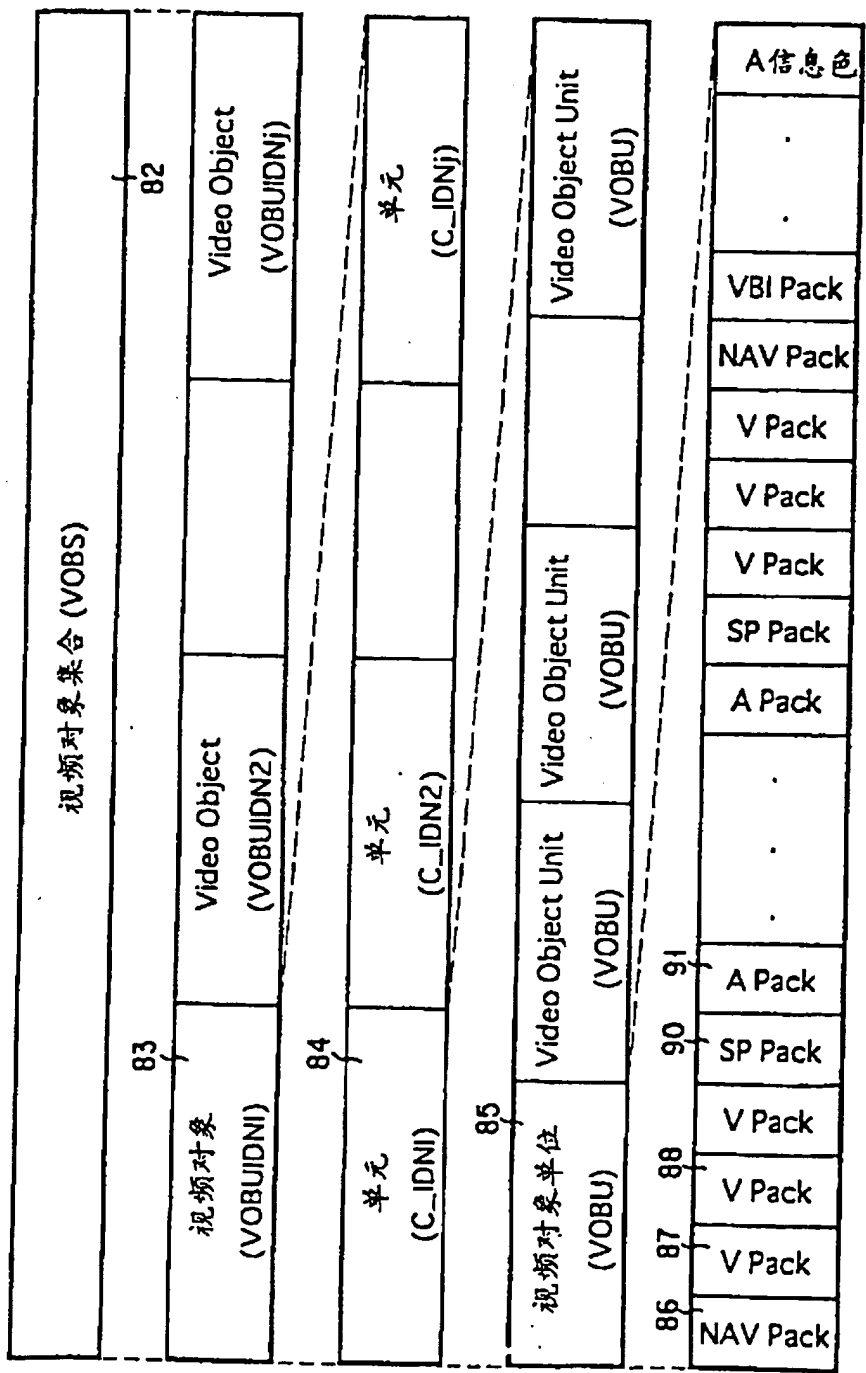 视频对象集合 (VOBS)
82
83
视频对象
(VOBUIDN1)
Video Object
(VOBUIDN2)
Video Object
(VOBUIDNj)
84
单元
(C_IDN1)
单元
(C_IDN2)
单元
(C_IDNj)
85
视频对象单位
(VOBU)
Video Object Unit
(VOBU)
Video Object Unit
(VOBU)
Video Object Unit
(VOBU)
86
87
88
90
91
NAV Pack
V Pack
V Pack
V Pack
SP Pack
A Pack
A Pack
SP Pack
V Pack
V Pack
V Pack
NAV Pack
VBI Pack
A信息色